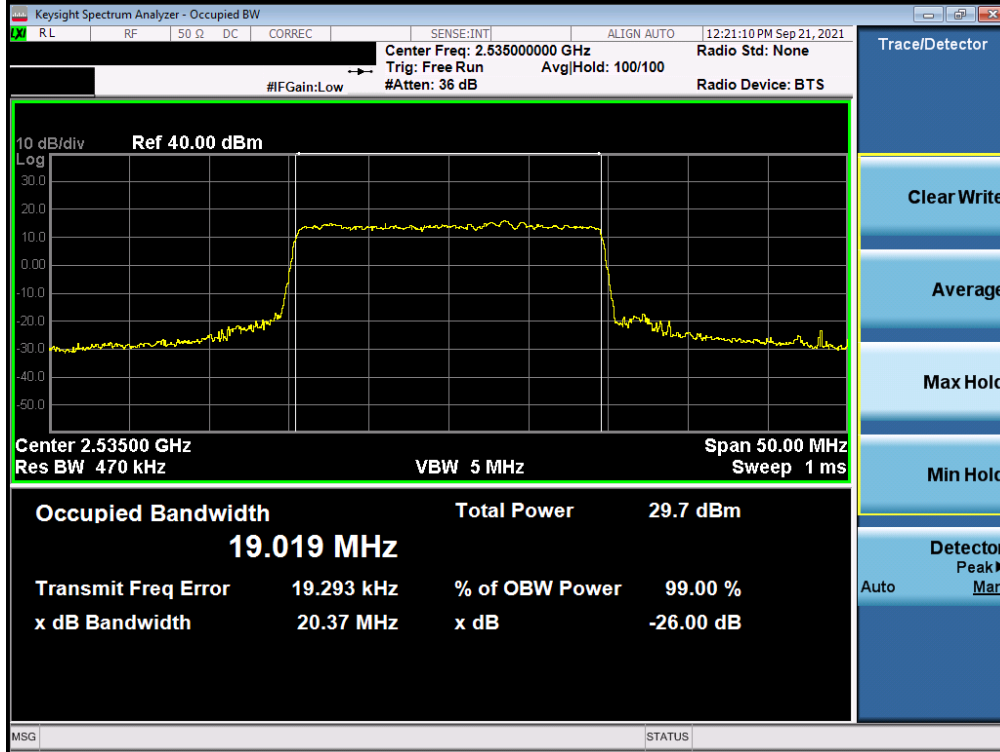 Keysight Spectrum Analyzer - Occupied BW
LXI RL RF 50 Ω DC CORREC SENSE:INT ALIGN AUTO 12:21:10 PM Sep 21, 2021
Center Freq: 2.535000000 GHz Radio Std: None
Trig: Free Run Avg|Hold: 100/100
#IFGain:Low #Atten: 36 dB Radio Device: BTS
10 dB/div Ref 40.00 dBm
Log
30.0
20.0
10.0
0.00
-10.0
-20.0
-30.0
-40.0
-50.0
Center 2.53500 GHz Span 50.00 MHz
Res BW 470 kHz VBW 5 MHz Sweep 1 ms
Occupied Bandwidth Total Power 29.7 dBm
19.019 MHz
Transmit Freq Error 19.293 kHz % of OBW Power 99.00 %
x dB Bandwidth 20.37 MHz x dB -26.00 dB
MSG STATUS
Trace/Detector
Clear Write
Average
Max Hold
Min Hold
Detector
Peak
Auto Man